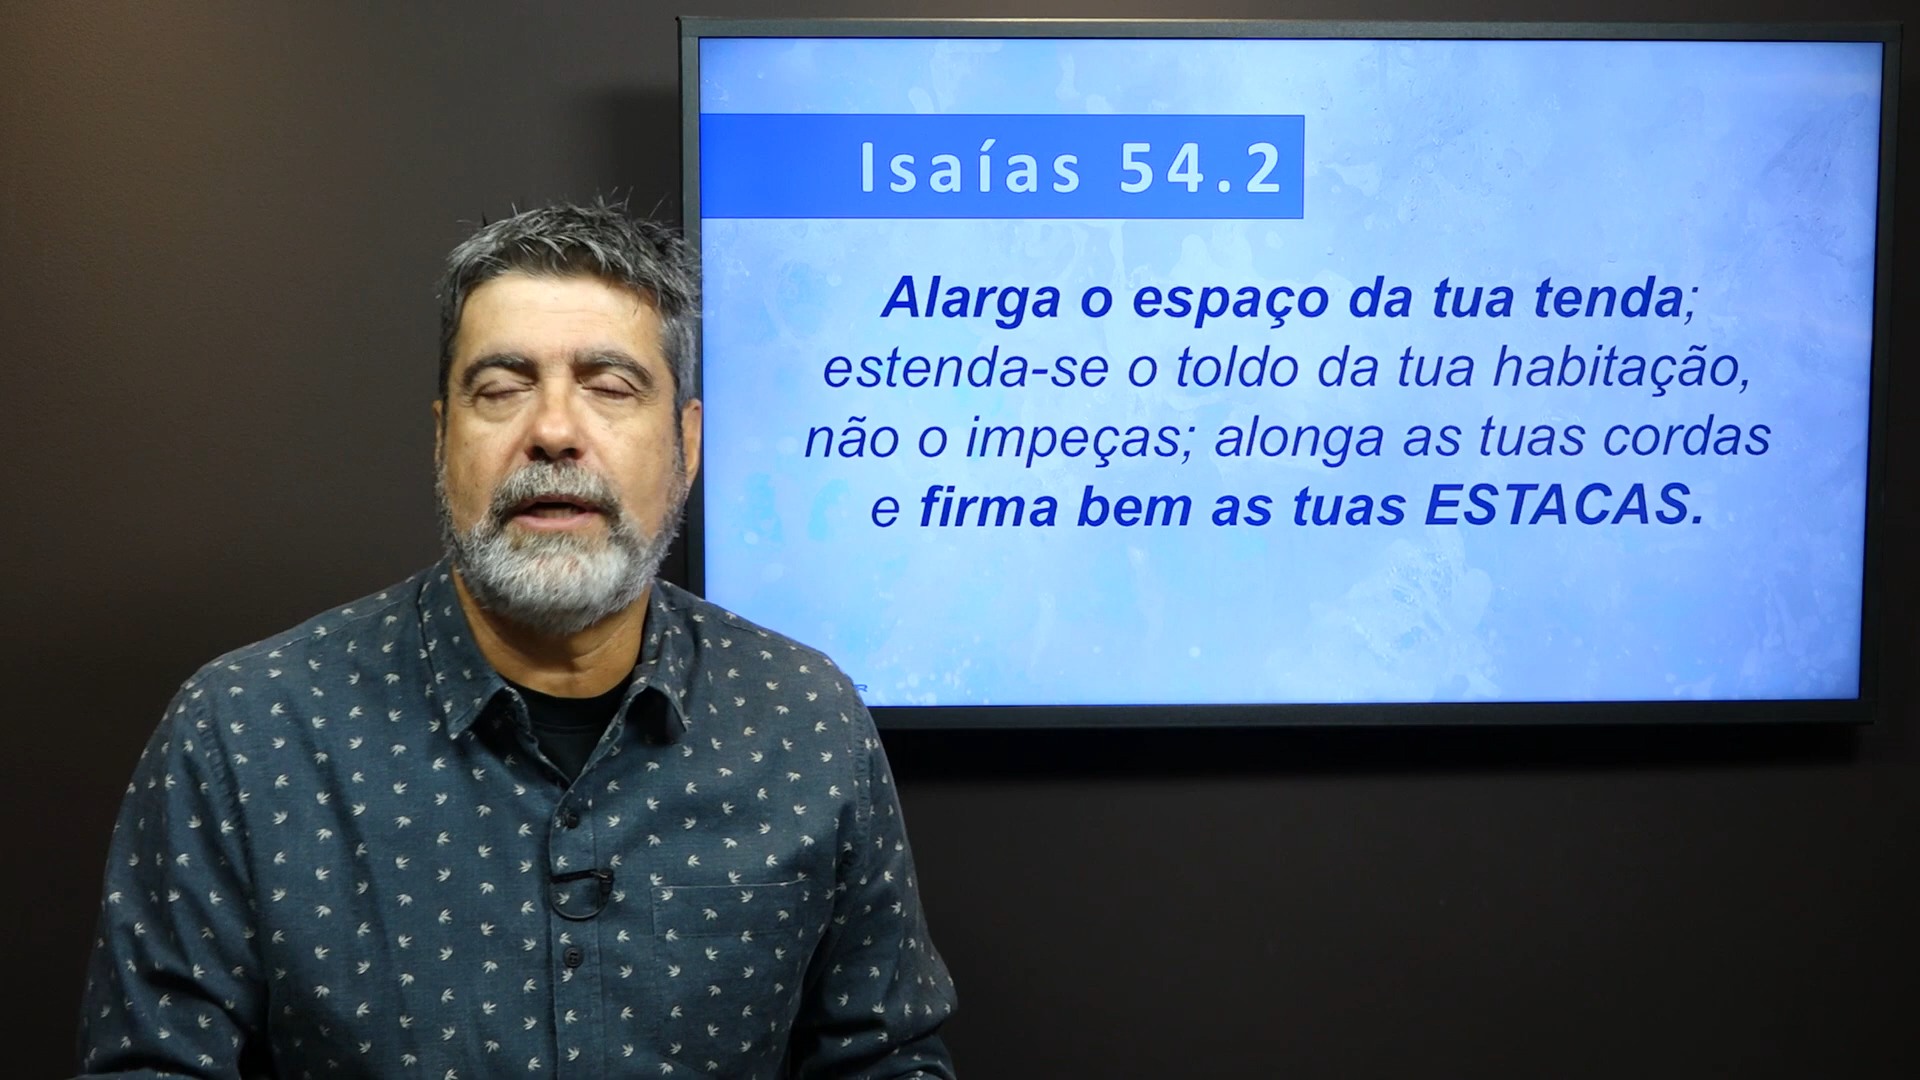 Isaías 54.2
Alarga o espaço da tua tenda;
estenda-se o toldo da tua habitação,
não o impeças; alonga as tuas cordas
e firma bem as tuas ESTACAS.